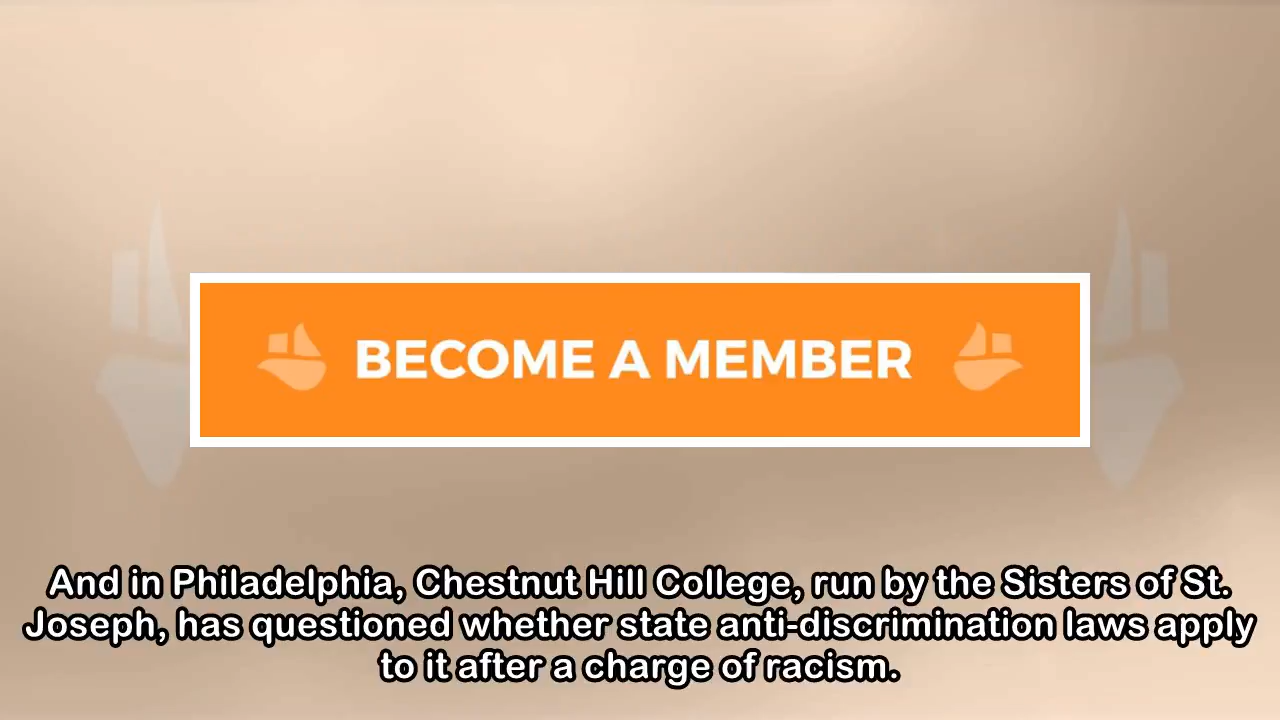 BECOME A MEMBER
And in Philadelphia, Chestnut Hill College, run by the Sisters of St.
Joseph, has questioned whether state anti-discrimination laws apply
to it after a charge of racism.